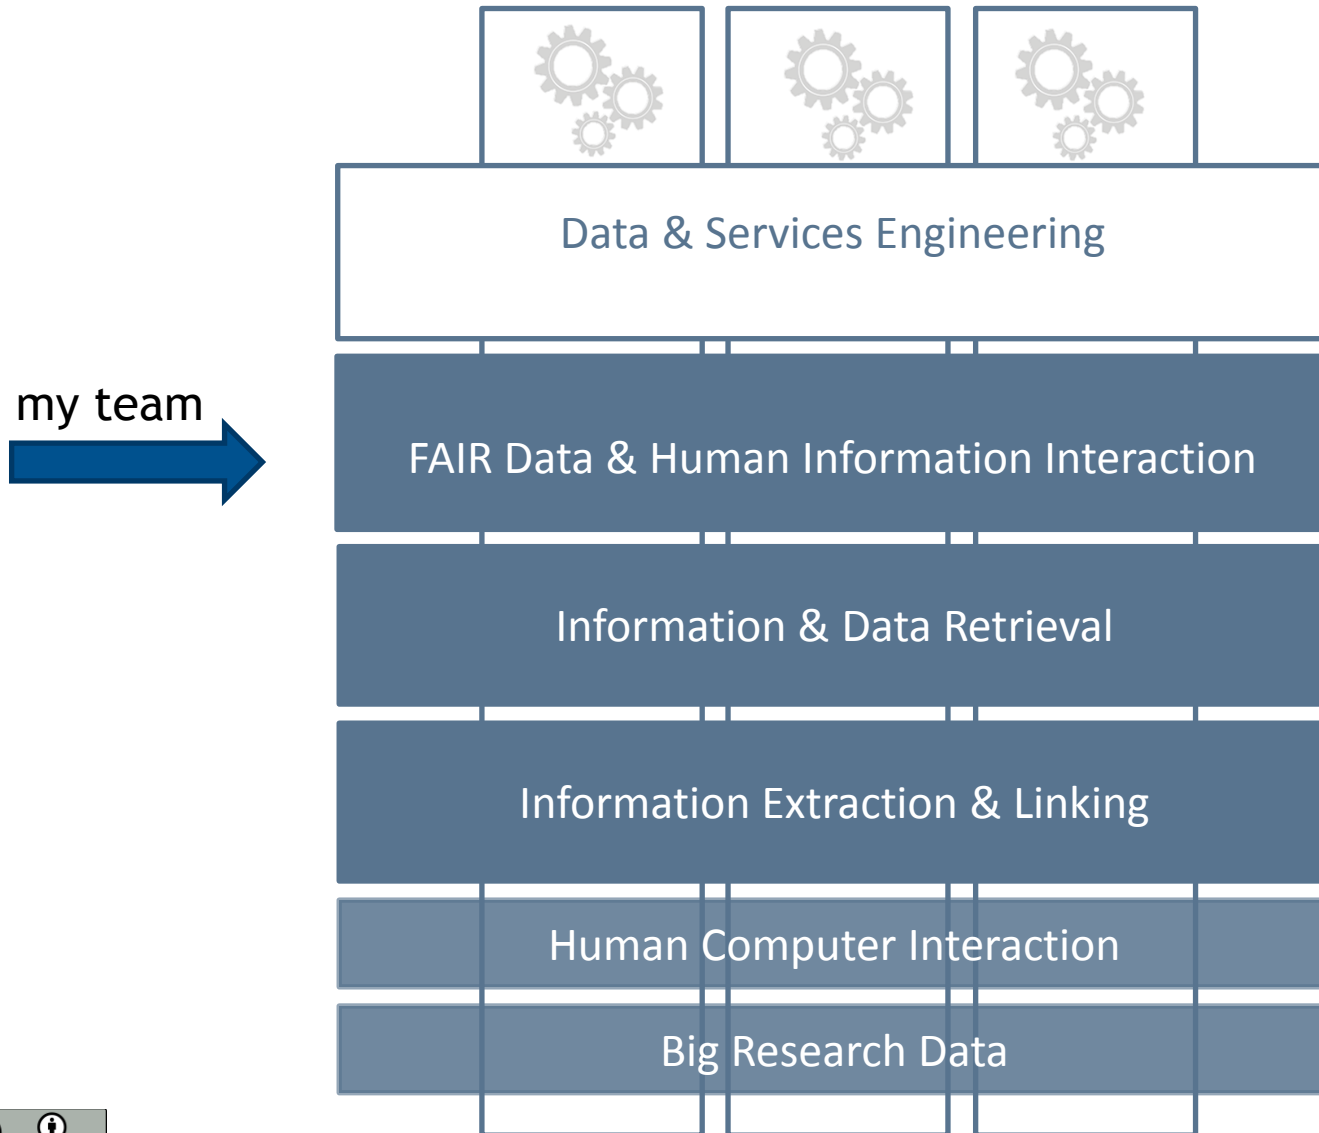 Data & Services Engineering
my team
FAIR Data & Human Information Interaction
Information & Data Retrieval
Information Extraction & Linking
Human Computer Interaction
Big Research Data